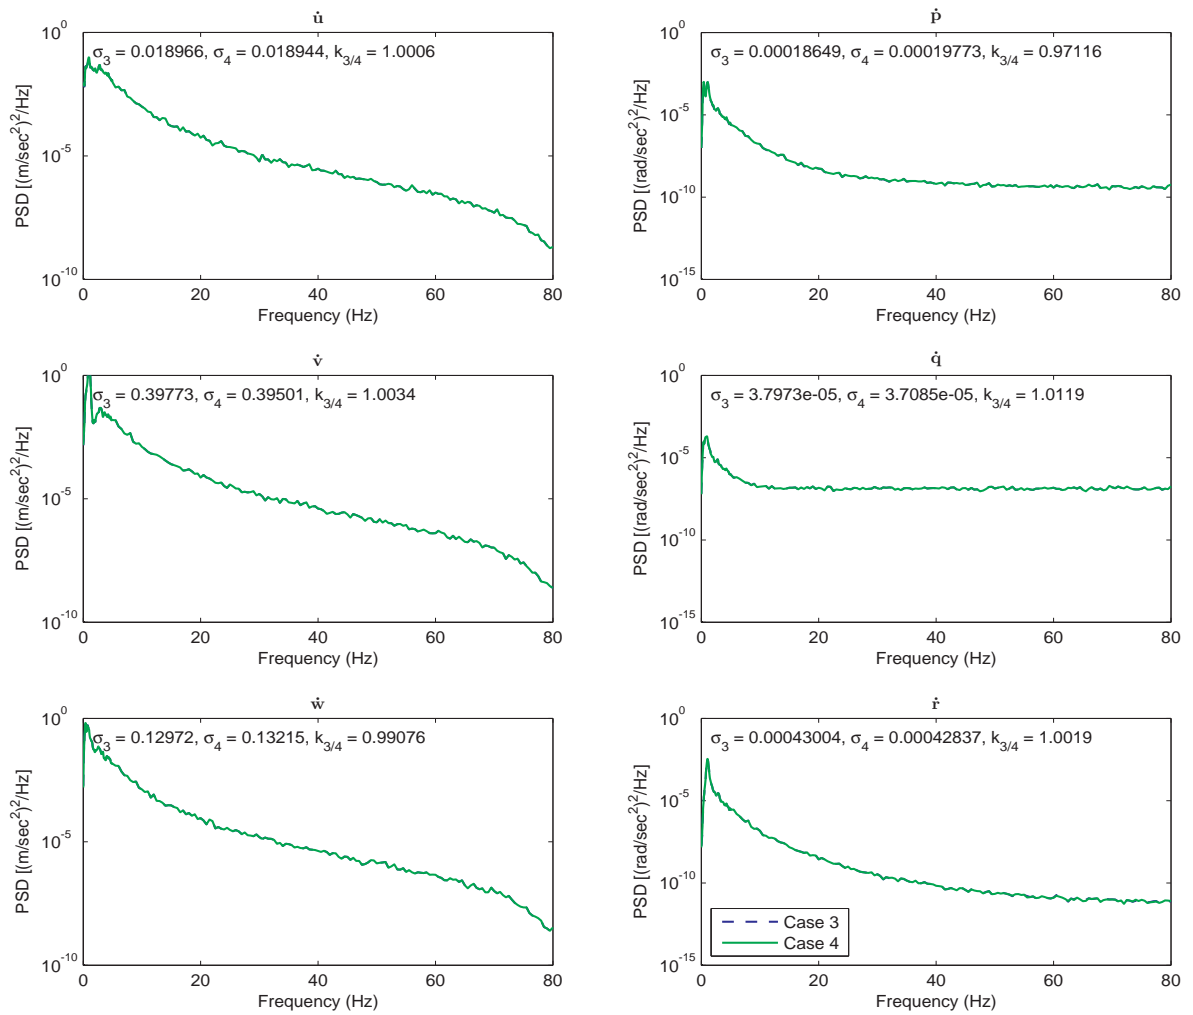 u̇
σ3 = 0.018966, σ4 = 0.018944, k3/4 = 1.0006
PSD [(m/sec²)²/Hz]
10⁰
10⁻⁵
10⁻¹⁰
0 20 40 60 80
Frequency (Hz)
ṗ
σ3 = 0.00018649, σ4 = 0.00019773, k3/4 = 0.97116
PSD [(rad/sec²)²/Hz]
10⁰
10⁻⁵
10⁻¹⁰
10⁻¹⁵
0 20 40 60 80
Frequency (Hz)
v̇
σ3 = 0.39773, σ4 = 0.39501, k3/4 = 1.0034
PSD [(m/sec²)²/Hz]
10⁰
10⁻⁵
10⁻¹⁰
0 20 40 60 80
Frequency (Hz)
q̇
σ3 = 3.7973e-05, σ4 = 3.7085e-05, k3/4 = 1.0119
PSD [(rad/sec²)²/Hz]
10⁰
10⁻⁵
10⁻¹⁰
10⁻¹⁵
0 20 40 60 80
Frequency (Hz)
ẇ
σ3 = 0.12972, σ4 = 0.13215, k3/4 = 0.99076
PSD [(m/sec²)²/Hz]
10⁰
10⁻⁵
10⁻¹⁰
0 20 40 60 80
Frequency (Hz)
ṙ
σ3 = 0.00043004, σ4 = 0.00042837, k3/4 = 1.0019
PSD [(rad/sec²)²/Hz]
10⁰
10⁻⁵
10⁻¹⁰
10⁻¹⁵
Case 3
Case 4
0 20 40 60 80
Frequency (Hz)